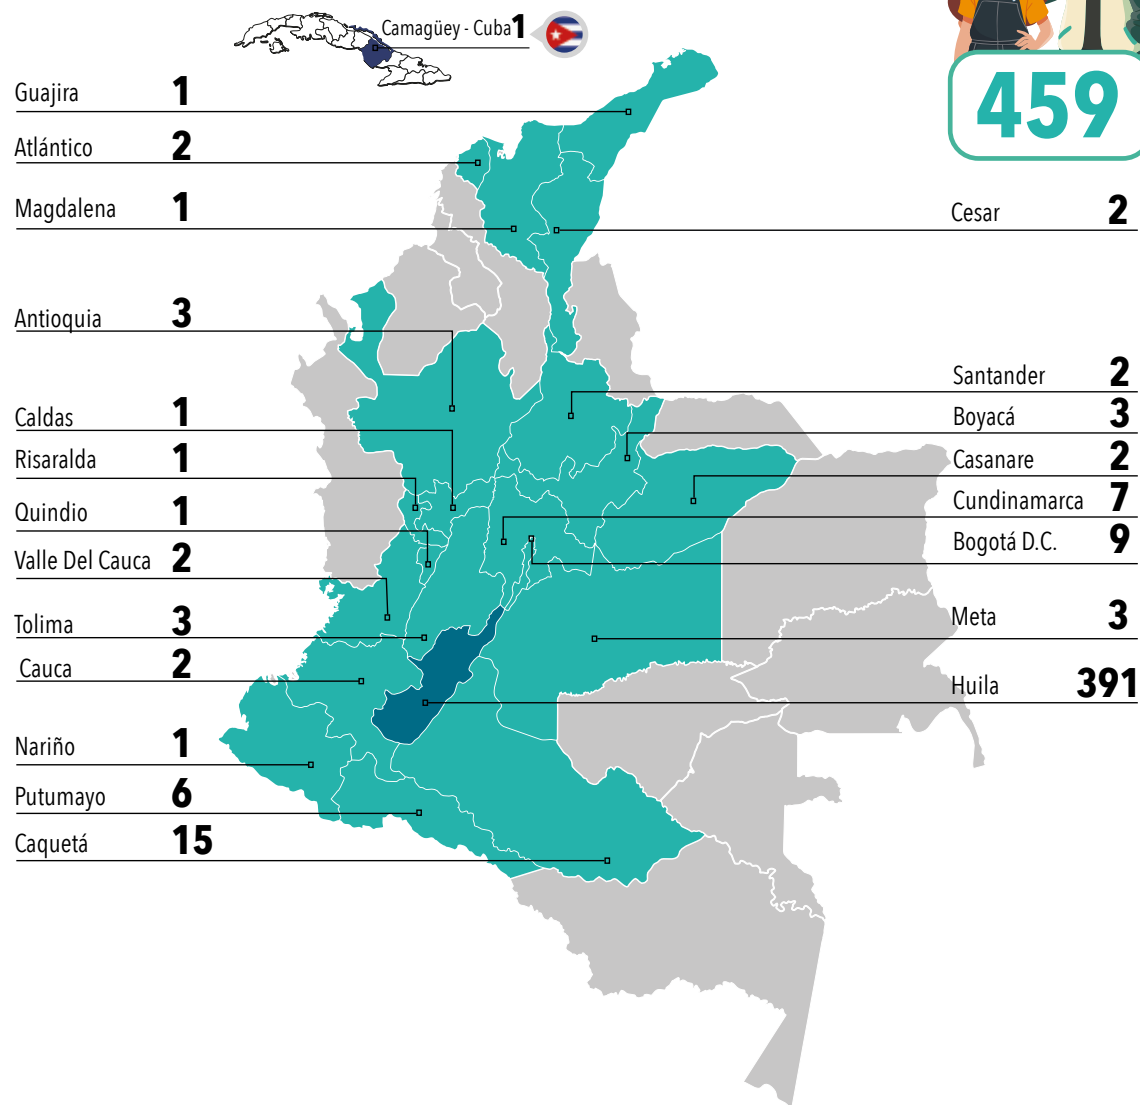 Camagüey - Cuba 1
459
Guajira 1
Atlántico 2
Magdalena 1
Antioquia 3
Caldas 1
Risaralda 1
Quindio 1
Valle Del Cauca 2
Tolima 3
Cauca 2
Nariño 1
Putumayo 6
Caquetá 15
Cesar 2
Santander 2
Boyacá 3
Casanare 2
Cundinamarca 7
Bogotá D.C. 9
Meta 3
Huila 391